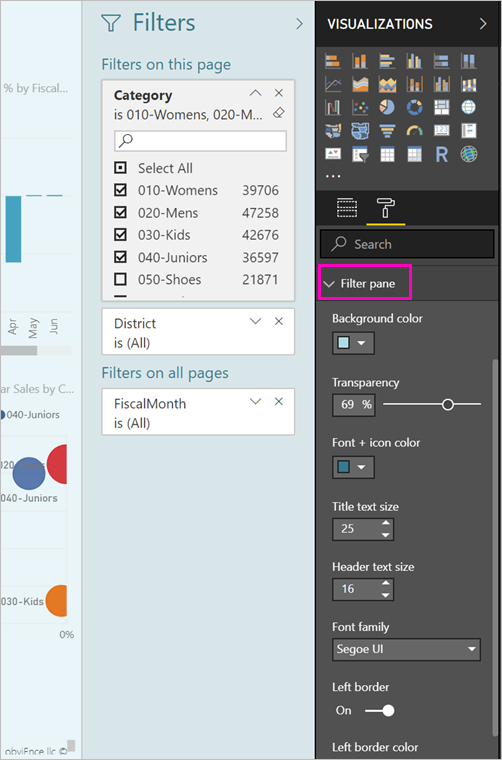 % by Fiscal...
Apr
May
Jun
ar Sales by C...
040-Juniors
040-Juniors
030-Kids
0%
obviEnce llc ©
Filters
Filters on this page
Category
is 010-Womens, 020-M...
Select All
010-Womens 39706
020-Mens 47258
030-Kids 42676
040-Juniors 36597
050-Shoes 21871
District
is (All)
Filters on all pages
FiscalMonth
is (All)
VISUALIZATIONS
R
...
Search
Filter pane
Background color
Transparency
69 %
Font + icon color
Title text size
25
Header text size
16
Font family
Segoe UI
Left border
On
Left border color